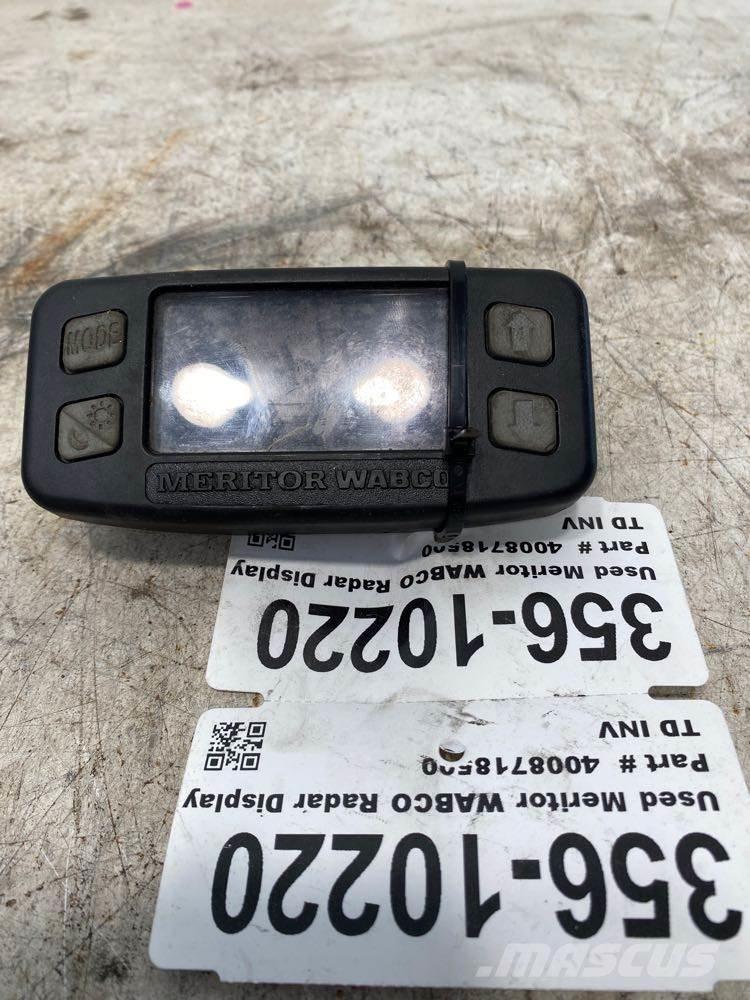 MODE
MERITOR WABCO
356-10220
Used Meritor WABCO Radar Display
Part # 4008718500
TD INV
356-10220
Used Meritor WABCO Radar Display
Part # 4008718500
TD INV
MASCUS